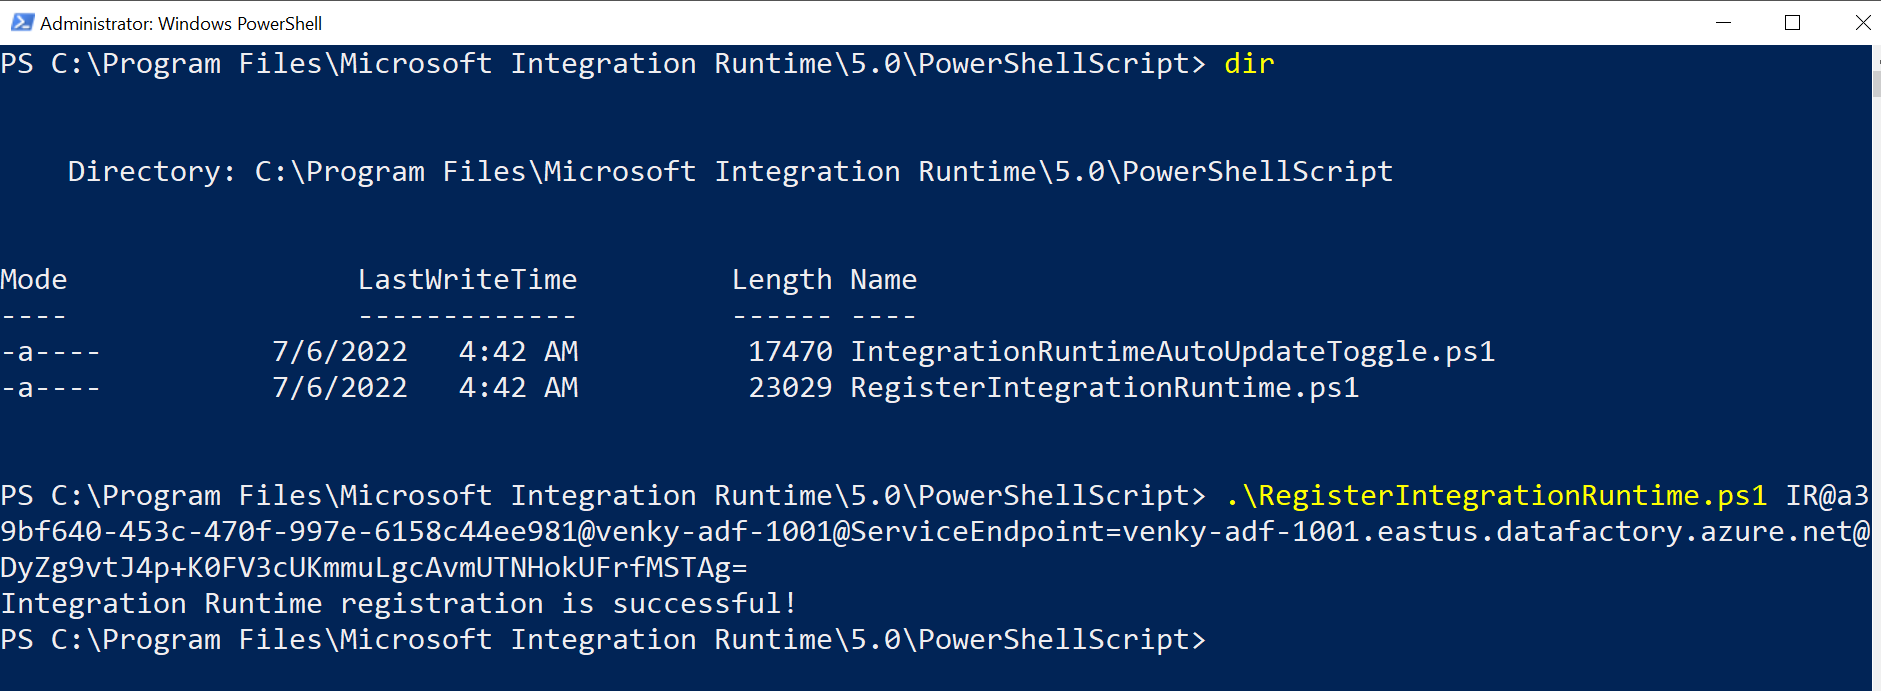 Administrator: Windows PowerShell
PS C:\Program Files\Microsoft Integration Runtime\5.0\PowerShellScript> dir
Directory: C:\Program Files\Microsoft Integration Runtime\5.0\PowerShellScript
Mode                 LastWriteTime         Length Name
----                 -------------         ------ ----
-a----          7/6/2022   4:42 AM          17470 IntegrationRuntimeAutoUpdateToggle.ps1
-a----          7/6/2022   4:42 AM          23029 RegisterIntegrationRuntime.ps1
PS C:\Program Files\Microsoft Integration Runtime\5.0\PowerShellScript> .\RegisterIntegrationRuntime.ps1 IR@a3
9bf640-453c-470f-997e-6158c44ee981@venky-adf-1001@ServiceEndpoint=venky-adf-1001.eastus.datafactory.azure.net@
DyZg9vtJ4p+K0FV3cUKmmuLgcAvmUTNHokUFrfMSTAg=
Integration Runtime registration is successful!
PS C:\Program Files\Microsoft Integration Runtime\5.0\PowerShellScript>